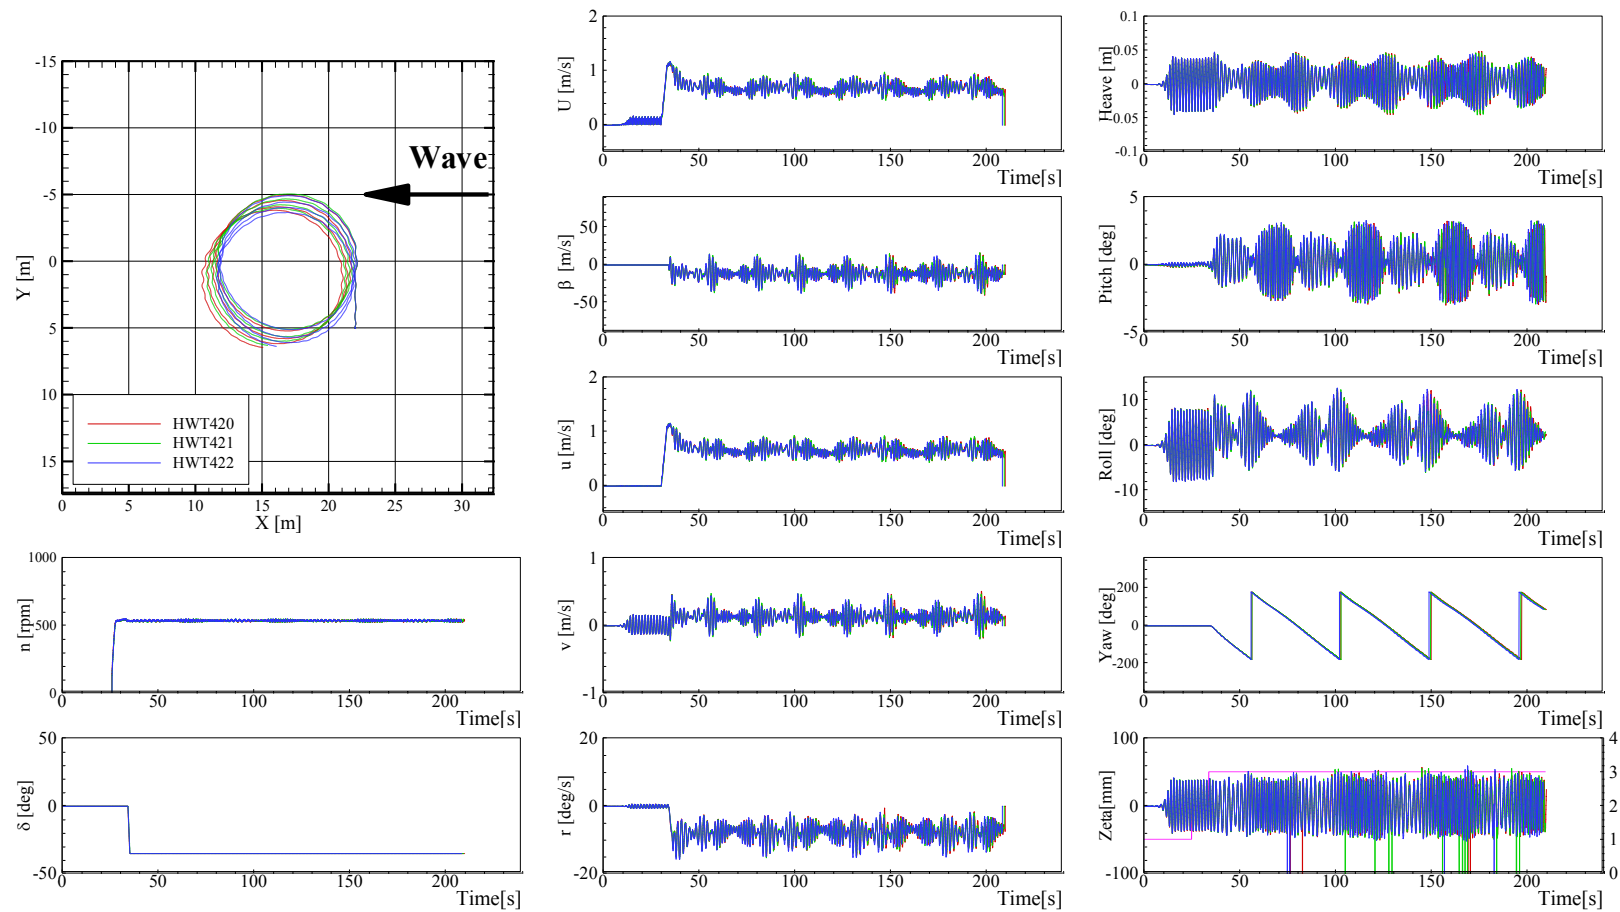 -15
-10
-5
0
5
10
15
Y [m]
Wave
HWT420
HWT421
HWT422
0 5 10 15 20 25 30
X [m]
1000
500
0
n [rpm]
0 50 100 150 200
Time[s]
50
0
-50
δ [deg]
0 50 100 150 200
Time[s]
2
1
0
U [m/s]
0 50 100 150 200
Time[s]
50
0
-50
β [m/s]
0 50 100 150 200
Time[s]
2
1
0
u [m/s]
0 50 100 150 200
Time[s]
1
0
-1
v [m/s]
0 50 100 150 200
Time[s]
20
0
-20
r [deg/s]
0 50 100 150 200
Time[s]
0.1
0.05
0
-0.05
-0.1
Heave [m]
0 50 100 150 200
Time[s]
5
0
-5
Pitch [deg]
0 50 100 150 200
Time[s]
10
0
-10
Roll [deg]
0 50 100 150 200
Time[s]
200
0
-200
Yaw [deg]
0 50 100 150 200
Time[s]
100
50
0
-50
-100
Zeta[mm]
4
3
2
1
0
0 50 100 150 200
Time[s]